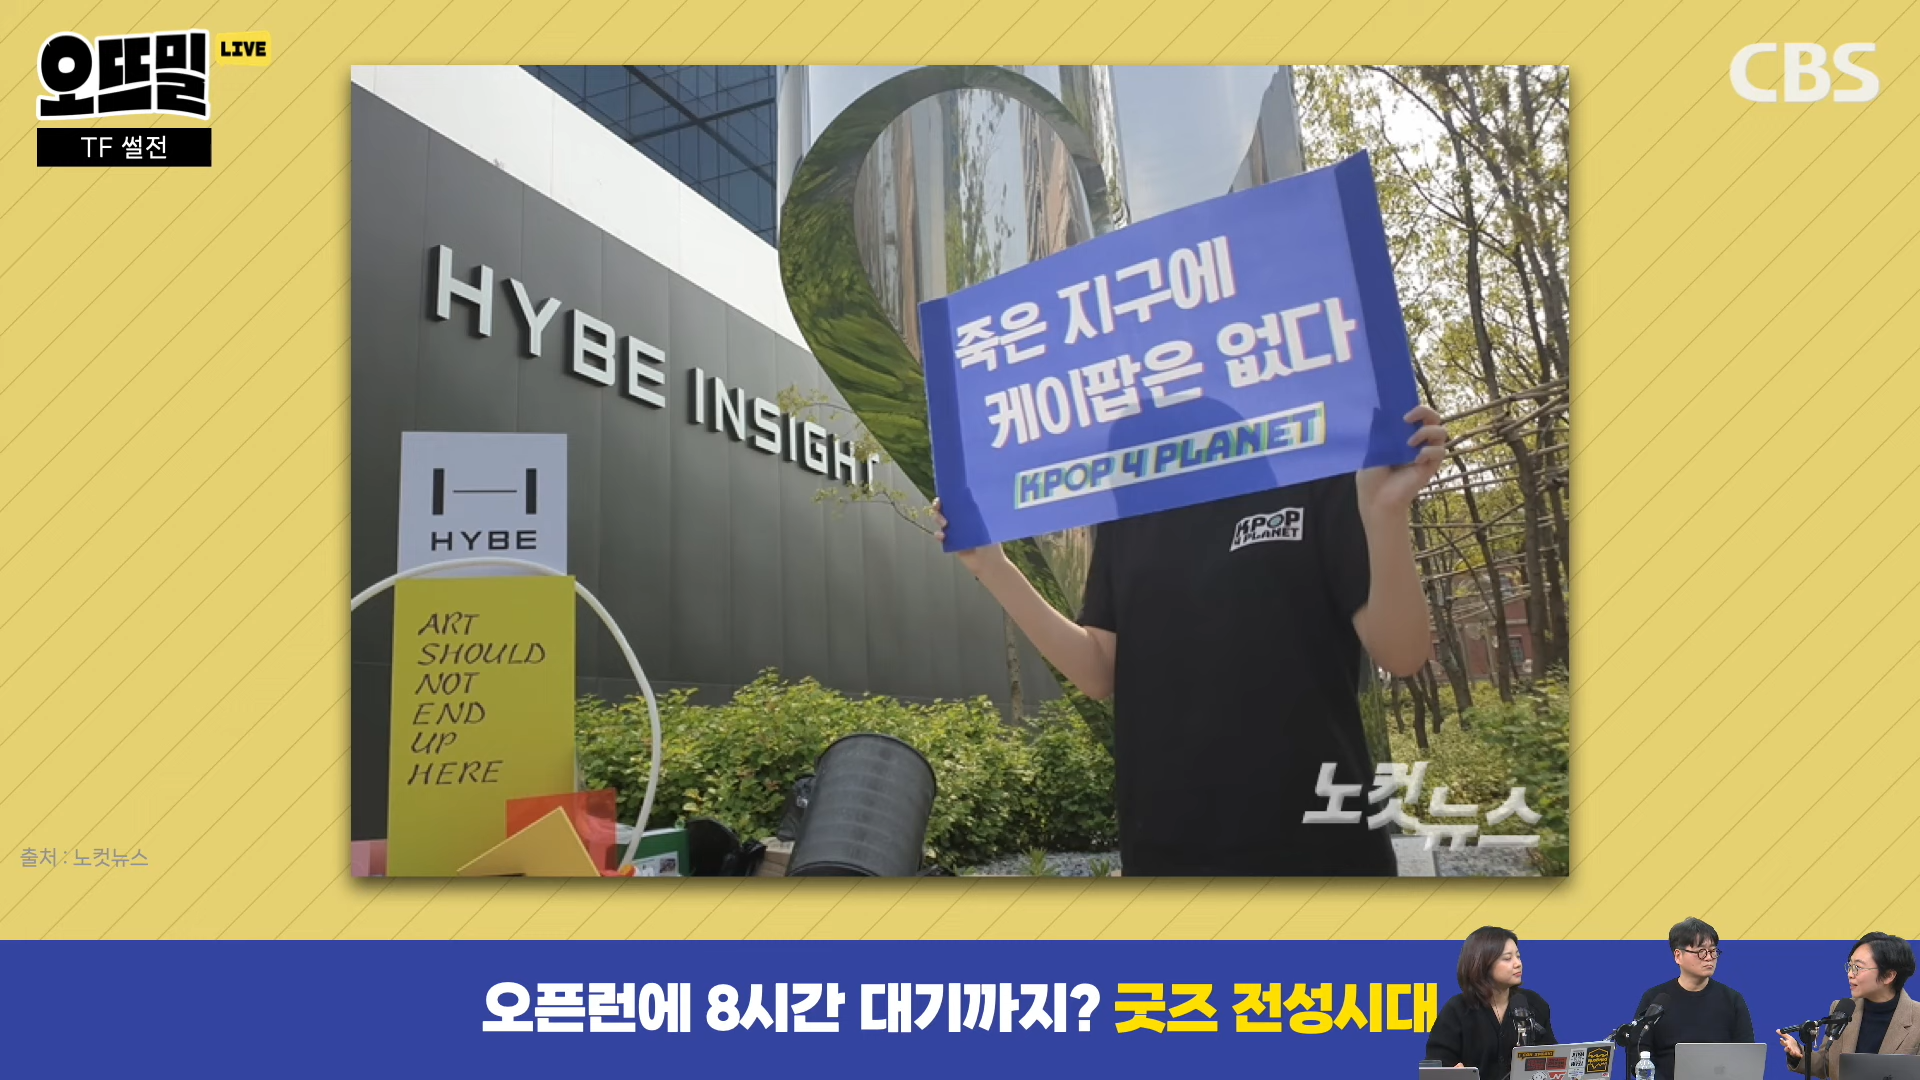 오뜨밀
LIVE
TF 썰전
CBS
HYBE INSIGHT
죽은 지구에
케이팝은 없다
KPOP 4 PLANET
KPOP
4 PLANET
HYBE
ART
SHOULD
NOT
END
UP
HERE
노컷뉴스
출처 : 노컷뉴스
오픈런에 8시간 대기까지? 굿즈 전성시대